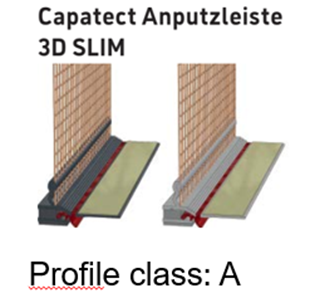 Capatect Anputzleiste
3D SLIM
Profile class: A